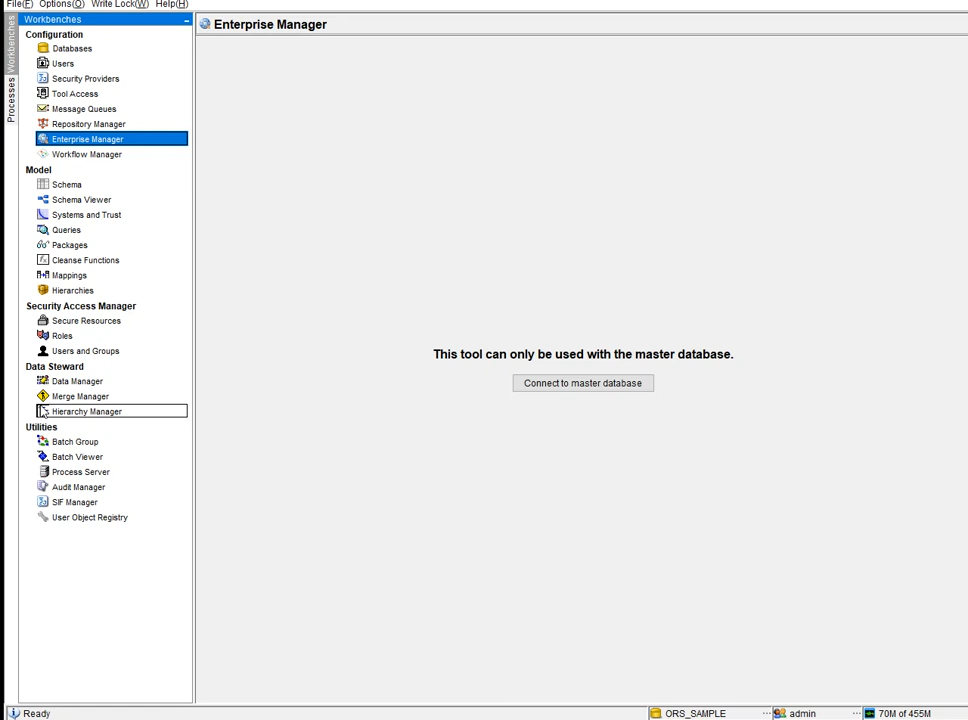 File(F) Options(O) Write Lock(W) Help(H)
Workbenches
Processes
Workbenches
Configuration
Databases
Users
Security Providers
Tool Access
Message Queues
Repository Manager
Enterprise Manager
Workflow Manager
Model
Schema
Schema Viewer
Systems and Trust
Queries
Packages
Cleanse Functions
Mappings
Hierarchies
Security Access Manager
Secure Resources
Roles
Users and Groups
Data Steward
Data Manager
Merge Manager
Hierarchy Manager
Utilities
Batch Group
Batch Viewer
Process Server
Audit Manager
SIF Manager
User Object Registry
Enterprise Manager
This tool can only be used with the master database.
Connect to master database
Ready
ORS_SAMPLE
admin
70M of 455M